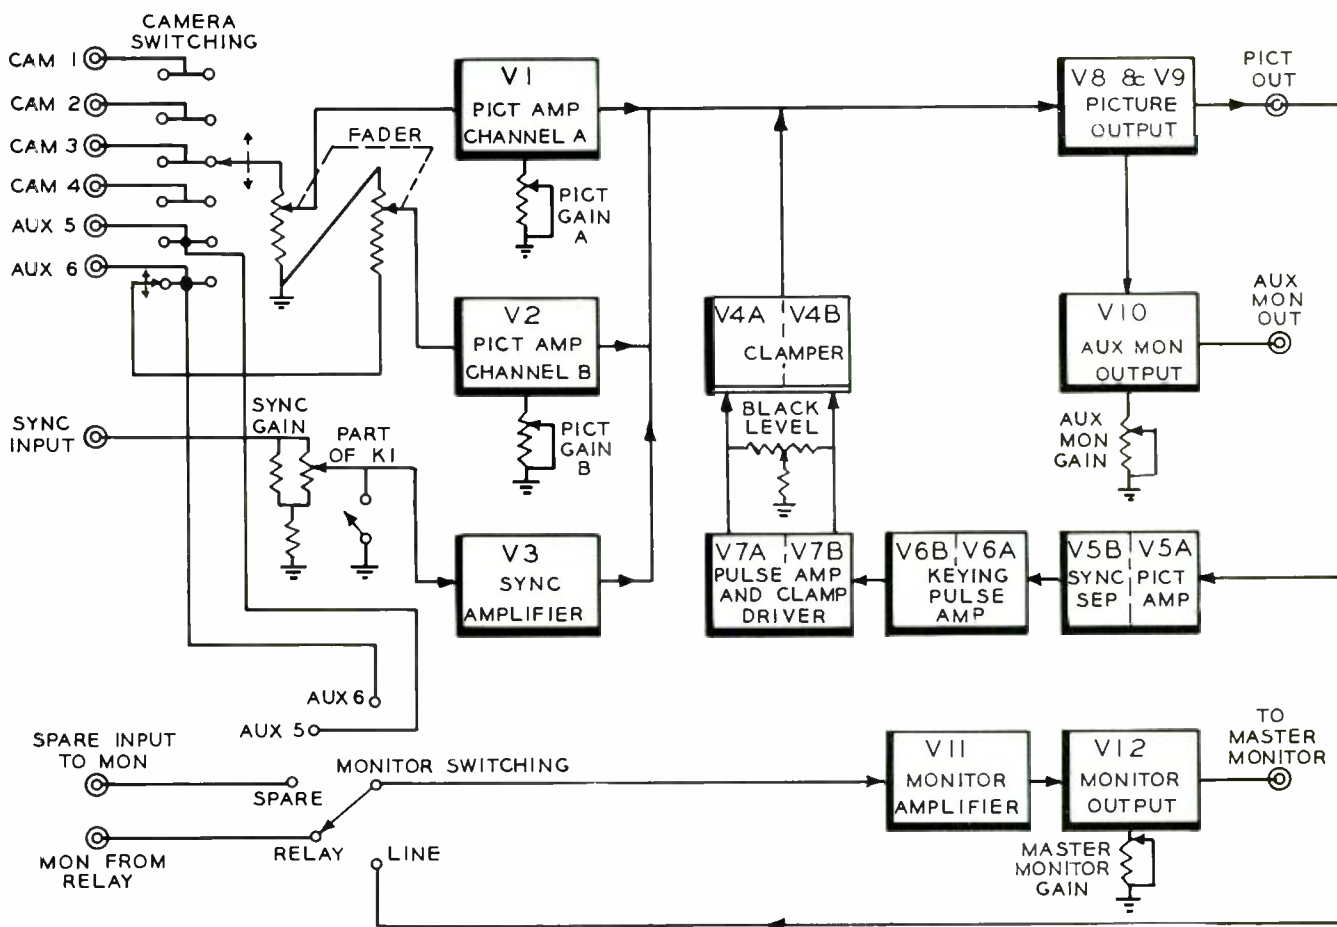 CAMERA
SWITCHING
CAM 1
CAM 2
CAM 3
CAM 4
AUX 5
AUX 6
FADER
V1
PICT AMP
CHANNEL A
PICT
GAIN
A
V8 & V9
PICTURE
OUTPUT
PICT
OUT
V2
PICT AMP
CHANNEL B
PICT
GAIN
B
V4A V4B
CLAMPER
BLACK
LEVEL
V10
AUX MON
OUTPUT
AUX
MON
OUT
AUX
MON
GAIN
SYNC
INPUT
SYNC
GAIN
PART
OF K1
V3
SYNC
AMPLIFIER
V7A V7B
PULSE AMP
AND CLAMP
DRIVER
V6B V6A
KEYING
PULSE
AMP
V5B V5A
SYNC PICT
SEP AMP
AUX 6
AUX 5
SPARE INPUT
TO MON
SPARE
MONITOR SWITCHING
MON FROM
RELAY
RELAY
LINE
V11
MONITOR
AMPLIFIER
V12
MONITOR
OUTPUT
TO
MASTER
MONITOR
MASTER
MONITOR
GAIN